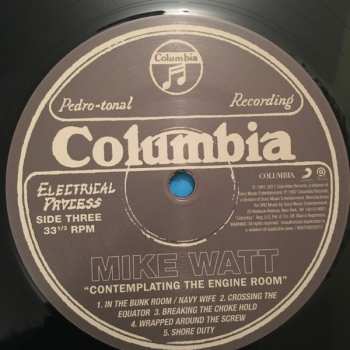 Columbia
Pedro-tonal Recording
Columbia
ELECTRICAL PROCESS
SIDE THREE
33 1/3 RPM
COLUMBIA
MIKE WATT
"CONTEMPLATING THE ENGINE ROOM"
1. IN THE BUNK ROOM / NAVY WIFE 2. CROSSING THE
EQUATOR 3. BREAKING THE CHOKE HOLD
4. WRAPPED AROUND THE SCREW
5. SHORE DUTY